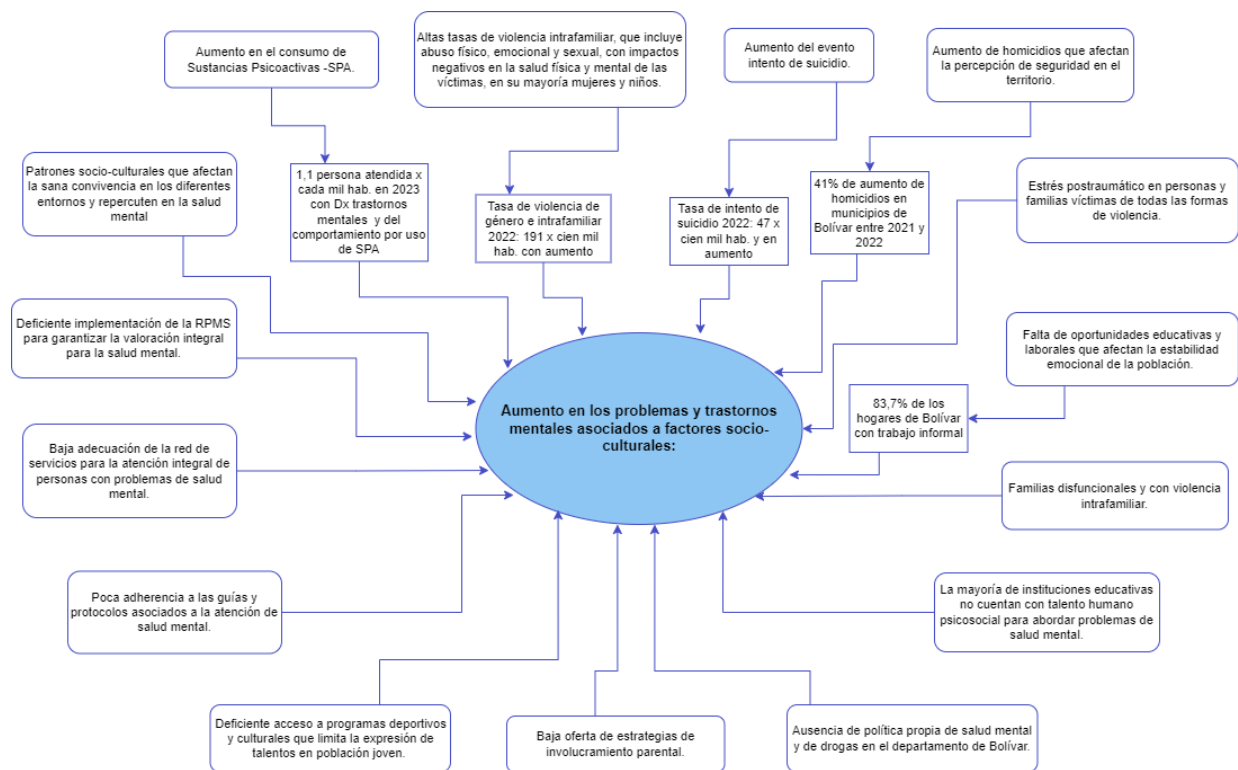 Aumento en el consumo de
Sustancias Psicoactivas -SPA.
Altas tasas de violencia intrafamiliar, que incluye
abuso físico, emocional y sexual, con impactos
negativos en la salud física y mental de las
víctimas, en su mayoría mujeres y niños.
Aumento del evento
intento de suicidio.
Aumento de homicidios que afectan
la percepción de seguridad en el
territorio.
Patrones socio-culturales que afectan
la sana convivencia en los diferentes
entornos y repercuten en la salud
mental
1,1 persona atendida x
cada mil hab. en 2023
con Dx trastornos
mentales y del
comportamiento por uso
de SPA
Tasa de violencia de
género e intrafamiliar
2022: 191 x cien mil
hab. con aumento
Tasa de intento de
suicidio 2022: 47 x
cien mil hab. y en
aumento
41% de aumento de
homicidios en
municipios de
Bolívar entre 2021 y
2022
Estrés postraumático en personas y
familias víctimas de todas las formas
de violencia.
Deficiente implementación de la RPMS
para garantizar la valoración integral
para la salud mental.
Falta de oportunidades educativas y
laborales que afectan la estabilidad
emocional de la población.
83,7% de los
hogares de Bolívar
con trabajo informal
Aumento en los problemas y trastornos
mentales asociados a factores socio-
culturales:
Baja adecuación de la red de
servicios para la atención integral de
personas con problemas de salud
mental.
Familias disfuncionales y con violencia
intrafamiliar.
Poca adherencia a las guías y
protocolos asociados a la atención de
salud mental.
La mayoría de instituciones educativas
no cuentan con talento humano
psicosocial para abordar problemas de
salud mental.
Deficiente acceso a programas deportivos
y culturales que limita la expresión de
talentos en población joven.
Baja oferta de estrategias de
involucramiento parental.
Ausencia de política propia de salud mental
y de drogas en el departamento de Bolívar.